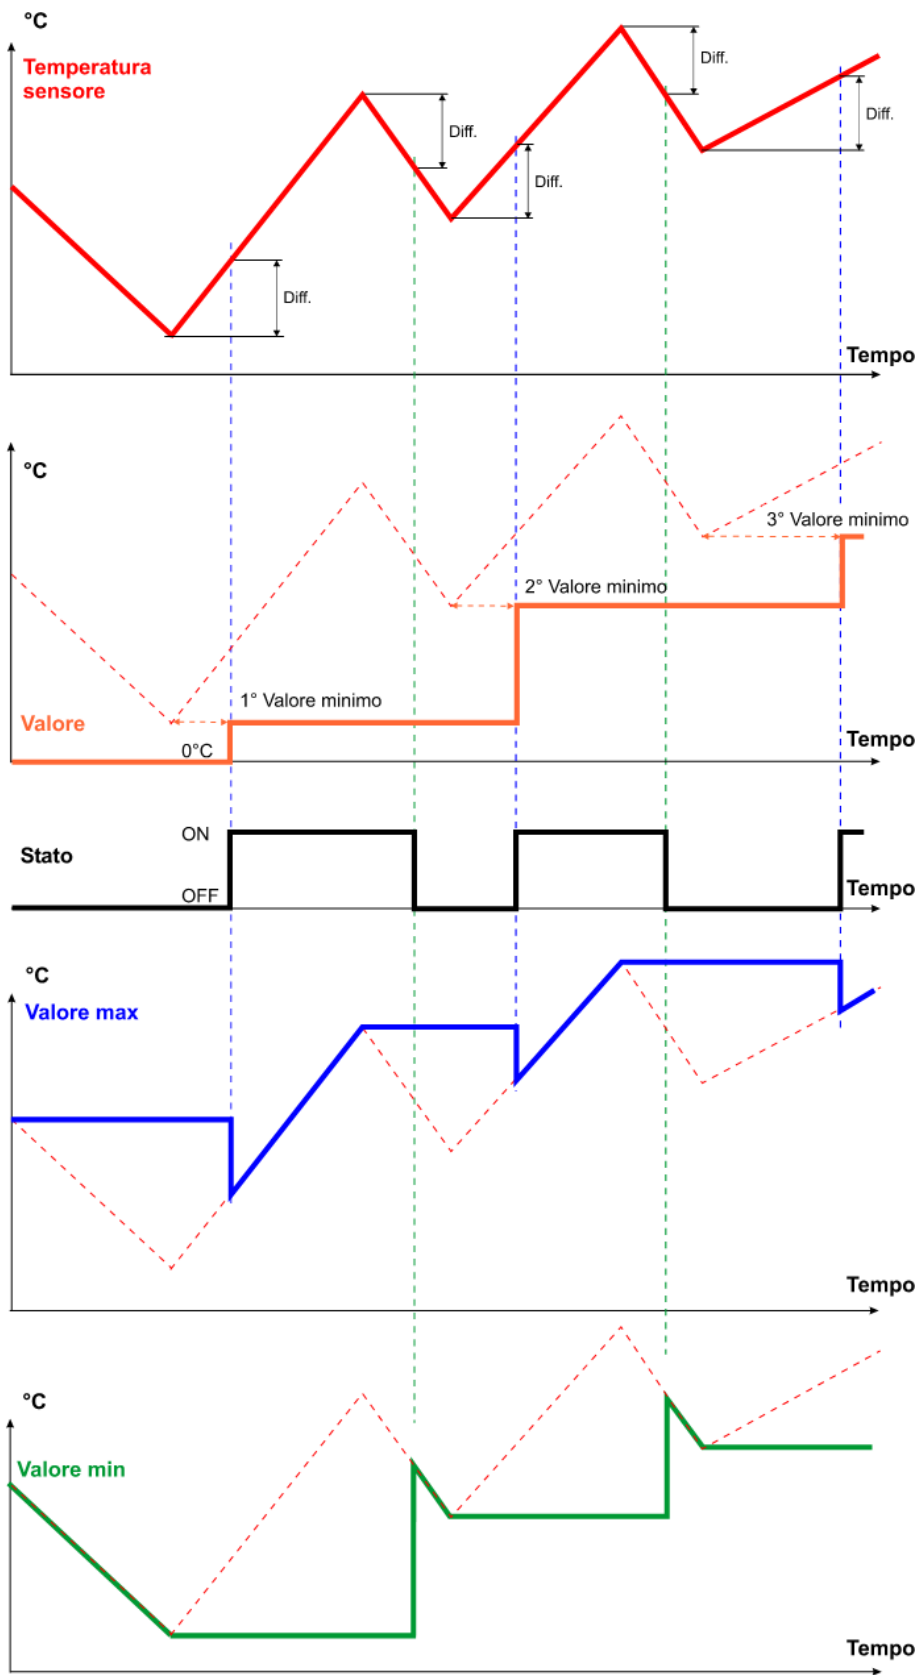 °C
Temperatura
sensore
Diff.
Diff.
Diff.
Diff.
Diff.
Tempo
°C
3° Valore minimo
2° Valore minimo
1° Valore minimo
Valore
0°C
Tempo
ON
Stato
OFF
Tempo
°C
Valore max
Tempo
°C
Valore min
Tempo